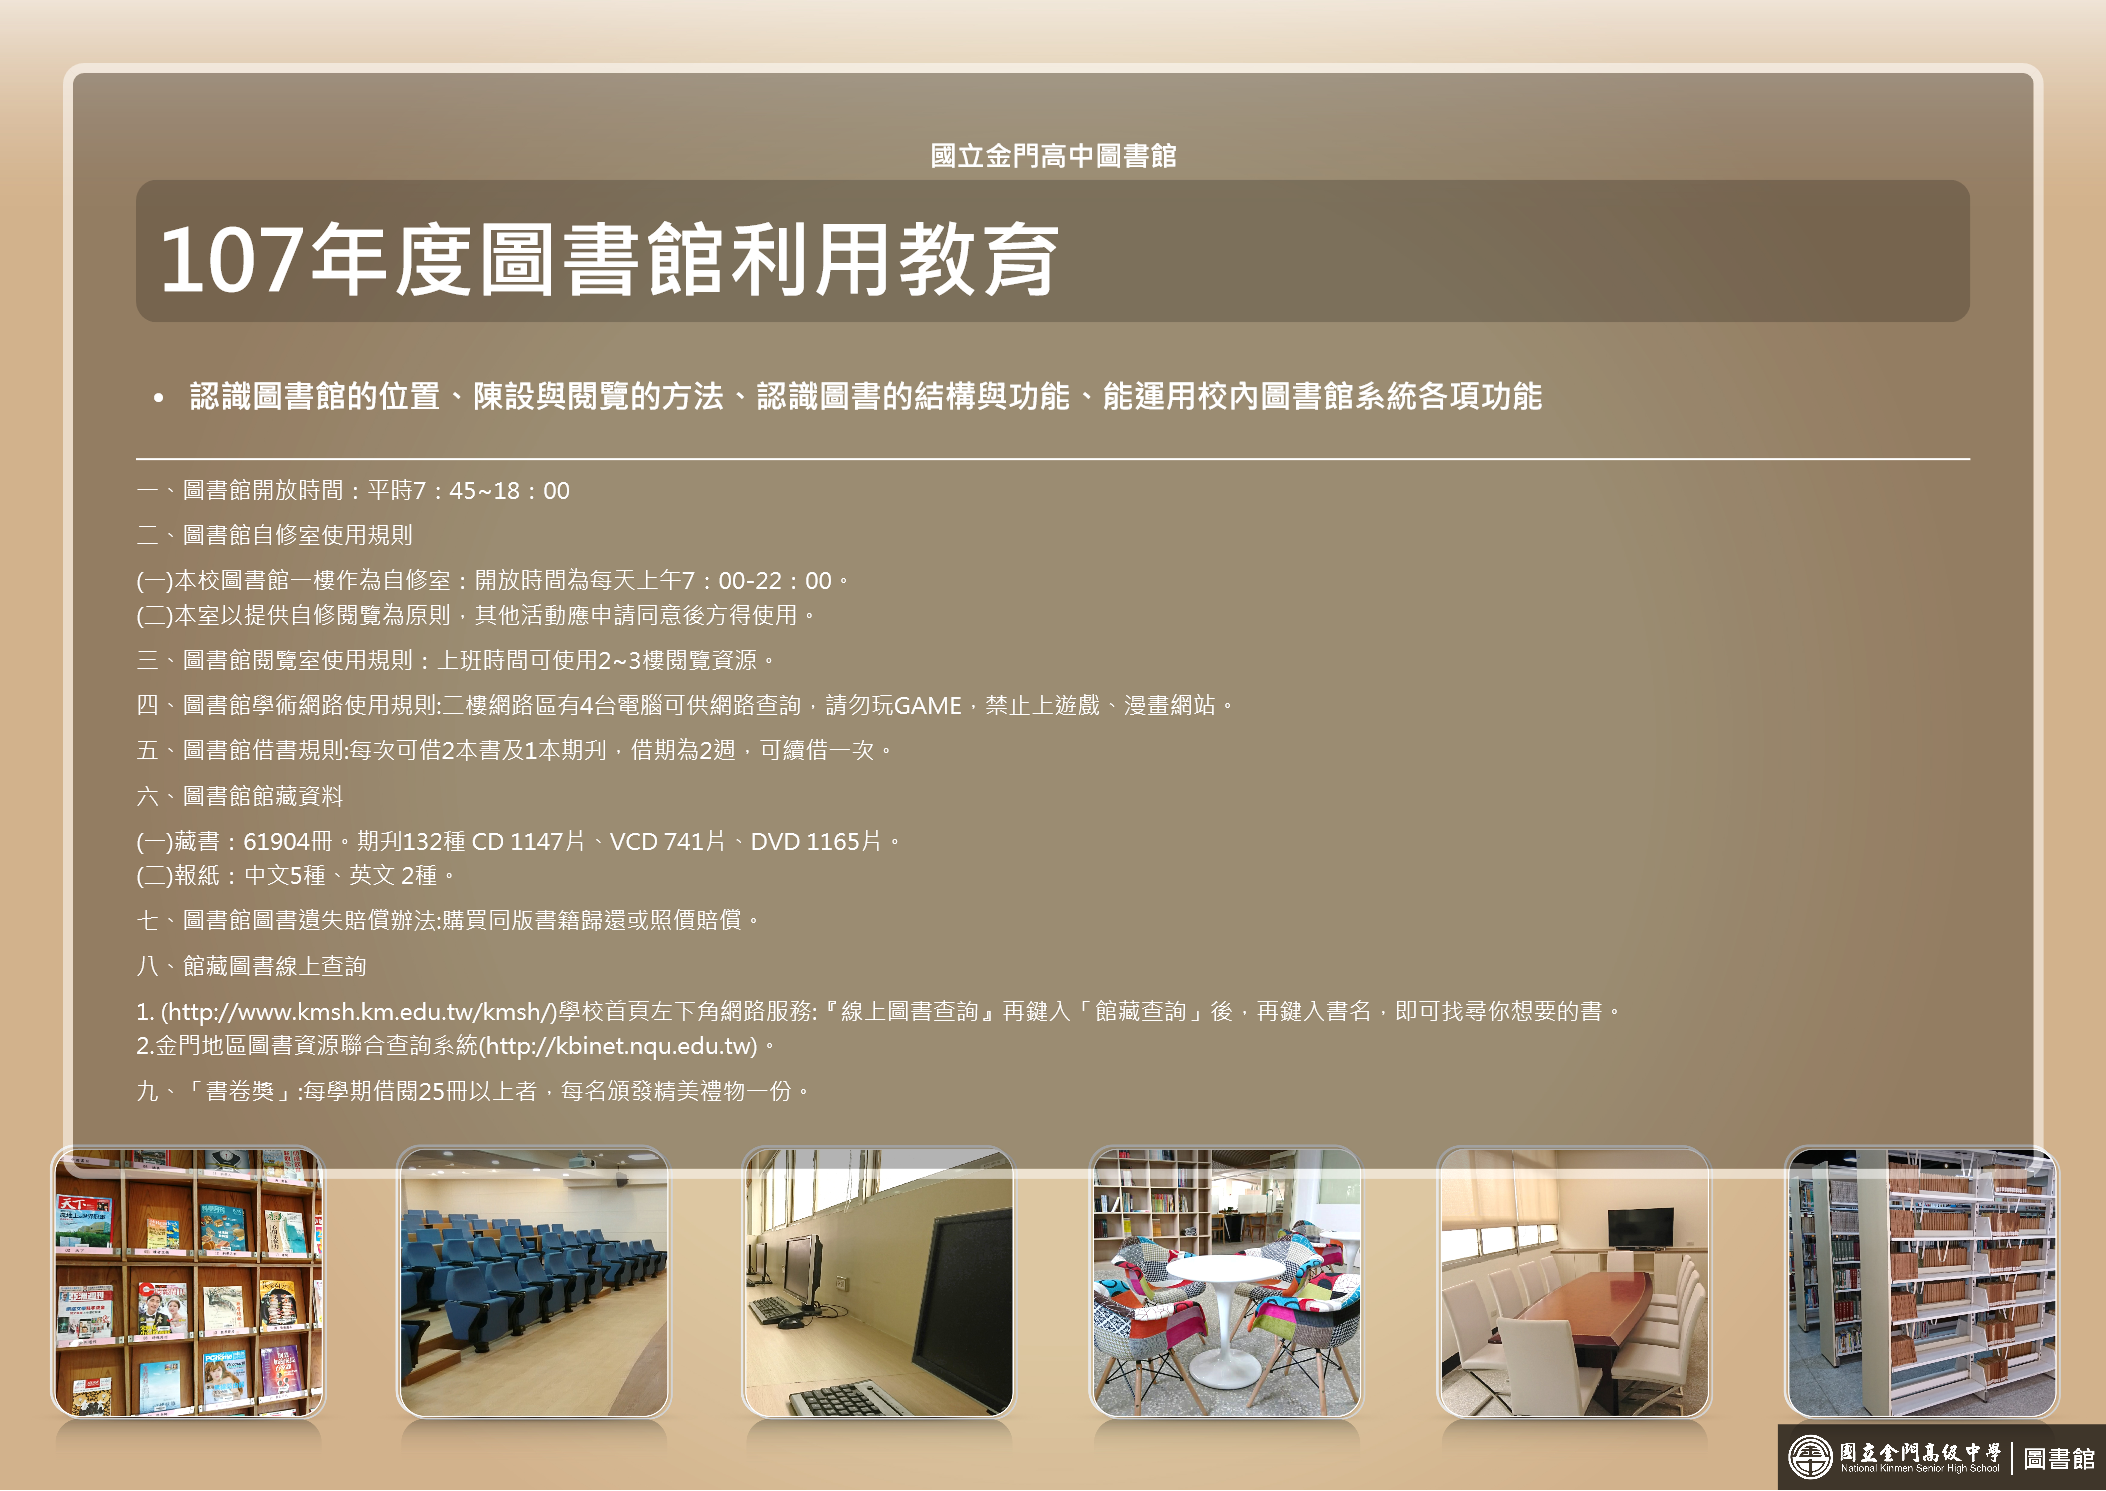 國立金門高中圖書館
107年度圖書館利用教育
• 認識圖書館的位置、陳設與閱覽的方法、認識圖書的結構與功能、能運用校內圖書館系統各項功能
一、圖書館開放時間：平時7：45~18：00
二、圖書館自修室使用規則
(一)本校圖書館一樓作為自修室：開放時間為每天上午7：00-22：00。
(二)本室以提供自修閱覽為原則，其他活動應申請同意後方得使用。
三、圖書館閱覽室使用規則：上班時間可使用2~3樓閱覽資源。
四、圖書館學術網路使用規則:二樓網路區有4台電腦可供網路查詢，請勿玩GAME，禁止上遊戲、漫畫網站。
五、圖書館借書規則:每次可借2本書及1本期刋，借期為2週，可續借一次。
六、圖書館館藏資料
(一)藏書：61904冊。期刋132種 CD 1147片、VCD 741片、DVD 1165片。
(二)報紙：中文5種、英文 2種。
七、圖書館圖書遺失賠償辦法:購買同版書籍歸還或照價賠償。
八、館藏圖書線上查詢
1. (http://www.kmsh.km.edu.tw/kmsh/)學校首頁左下角網路服務:『線上圖書查詢』再鍵入「館藏查詢」後，再鍵入書名，即可找尋你想要的書。
2.金門地區圖書資源聯合查詢系統(http://kbinet.nqu.edu.tw)。
九、「書卷獎」:每學期借閱25冊以上者，每名頒發精美禮物一份。
天下
國立金門高級中學
National Kinmen Senior High School
圖書館